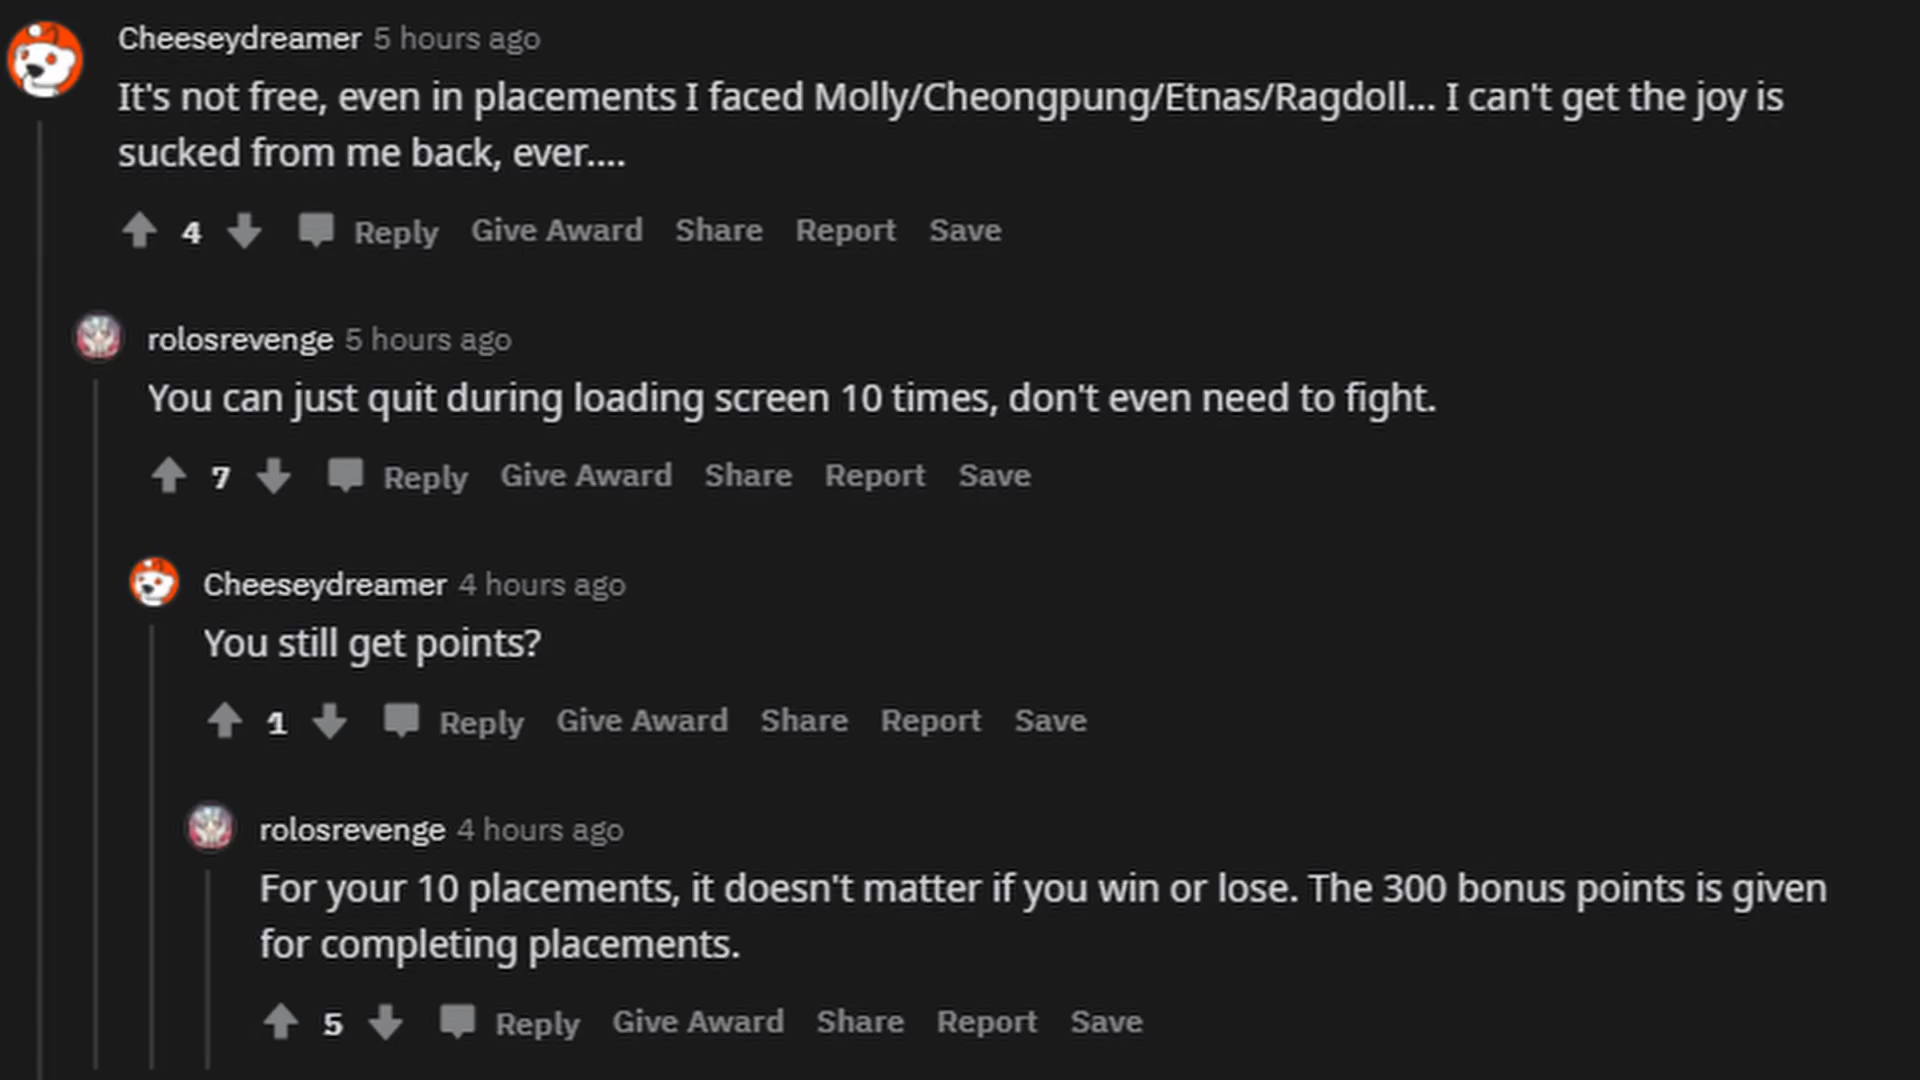 Cheeseydreamer 5 hours ago
It's not free, even in placements I faced Molly/Cheongpung/Etnas/Ragdoll... I can't get the joy is
sucked from me back, ever....
4 Reply Give Award Share Report Save
rolosrevenge 5 hours ago
You can just quit during loading screen 10 times, don't even need to fight.
7 Reply Give Award Share Report Save
Cheeseydreamer 4 hours ago
You still get points?
1 Reply Give Award Share Report Save
rolosrevenge 4 hours ago
For your 10 placements, it doesn't matter if you win or lose. The 300 bonus points is given
for completing placements.
5 Reply Give Award Share Report Save